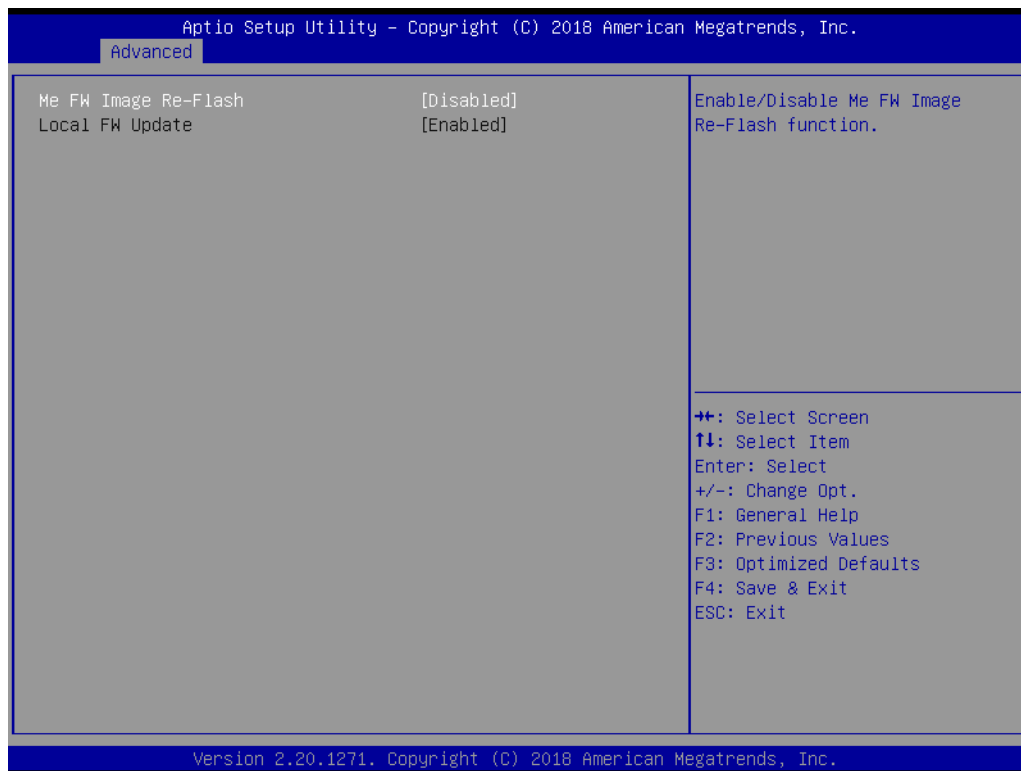 Aptio Setup Utility – Copyright (C) 2018 American Megatrends, Inc.
Advanced
Me FW Image Re-Flash [Disabled]
Local FW Update [Enabled]
Enable/Disable Me FW Image
Re-Flash function.
→←: Select Screen
↑↓: Select Item
Enter: Select
+/-: Change Opt.
F1: General Help
F2: Previous Values
F3: Optimized Defaults
F4: Save & Exit
ESC: Exit
Version 2.20.1271. Copyright (C) 2018 American Megatrends, Inc.